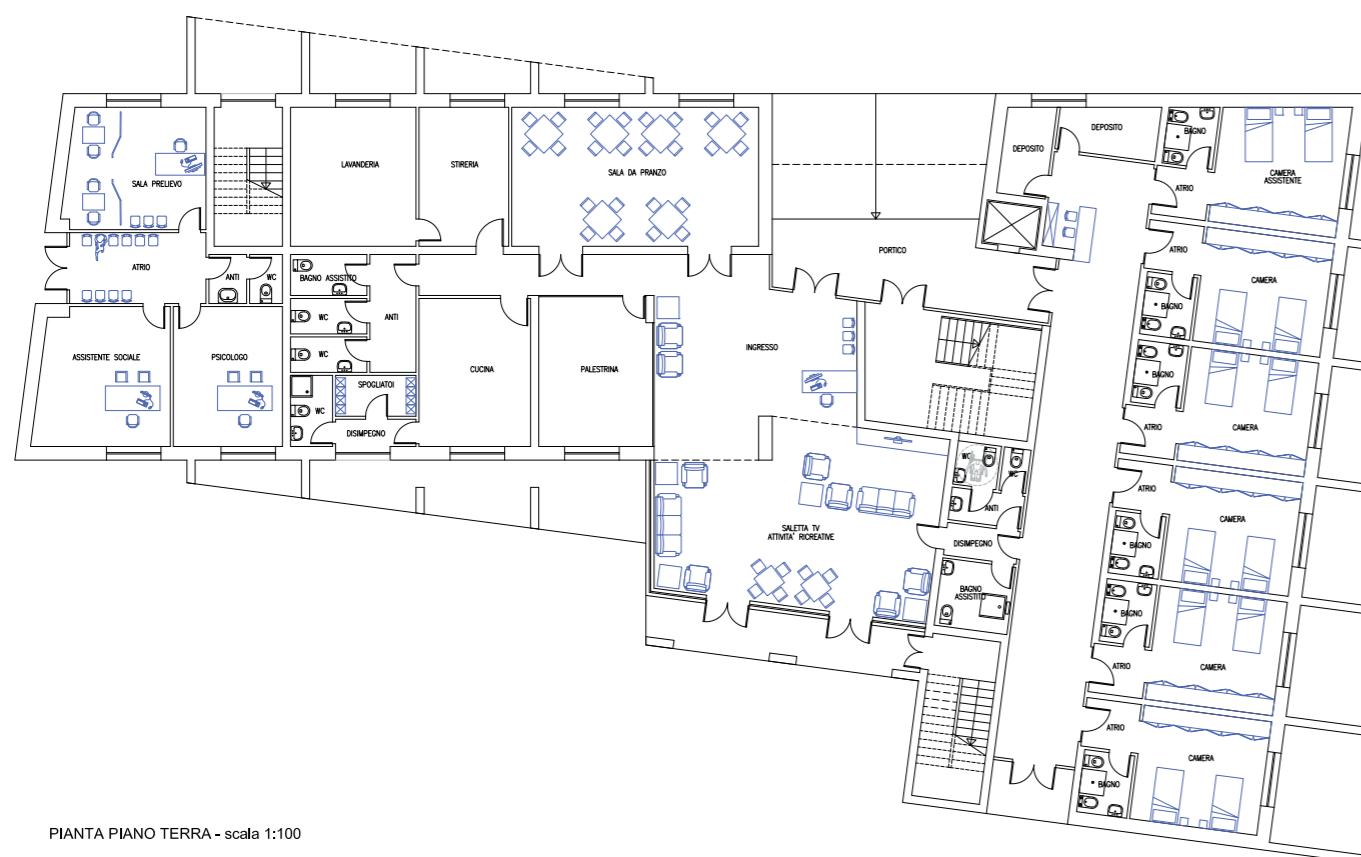 DEPOSITO
DEPOSITO
BAGNO
LAVANDERIA
STIRERIA
SALA DA PRANZO
CAMERA
ASSISTENTE
SALA PRELIEVO
ATRIO
PORTICO
ATRIO
ATRIO
ANTI
WC
BAGNO ASSISTITO
CAMERA
BAGNO
WC
ANTI
INGRESSO
ASSISTENTE SOCIALE
PSICOLOGO
WC
CUCINA
PALESTRINA
BAGNO
SPOGLIATOI
WC
DISIMPEGNO
ATRIO
CAMERA
WC
WC
ANTI
ATRIO
CAMERA
SALETTA TV
ATTIVITA' RICREATIVE
DISIMPEGNO
BAGNO
BAGNO
ASSISTITO
BAGNO
ATRIO
CAMERA
ATRIO
CAMERA
BAGNO
PIANTA PIANO TERRA - scala 1:100